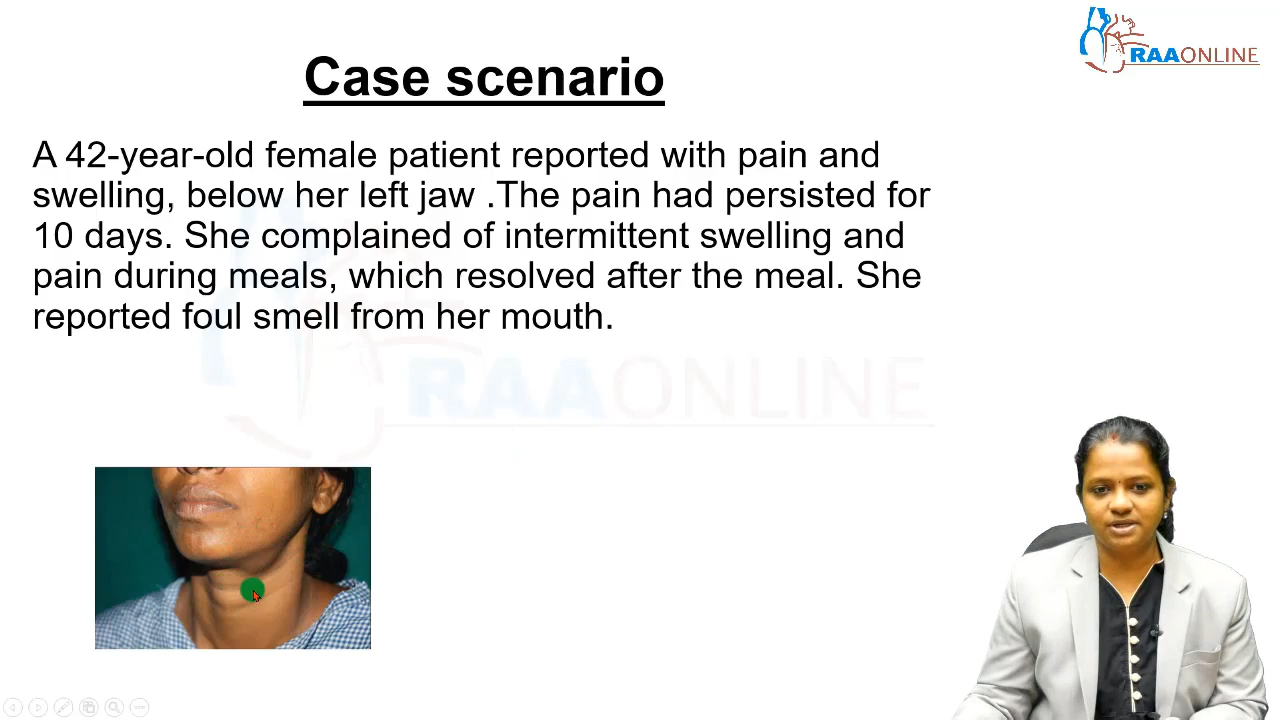 RAAONLINE
Case scenario
A 42-year-old female patient reported with pain and
swelling, below her left jaw .The pain had persisted for
10 days. She complained of intermittent swelling and
pain during meals, which resolved after the meal. She
reported foul smell from her mouth.
RAAONLINE